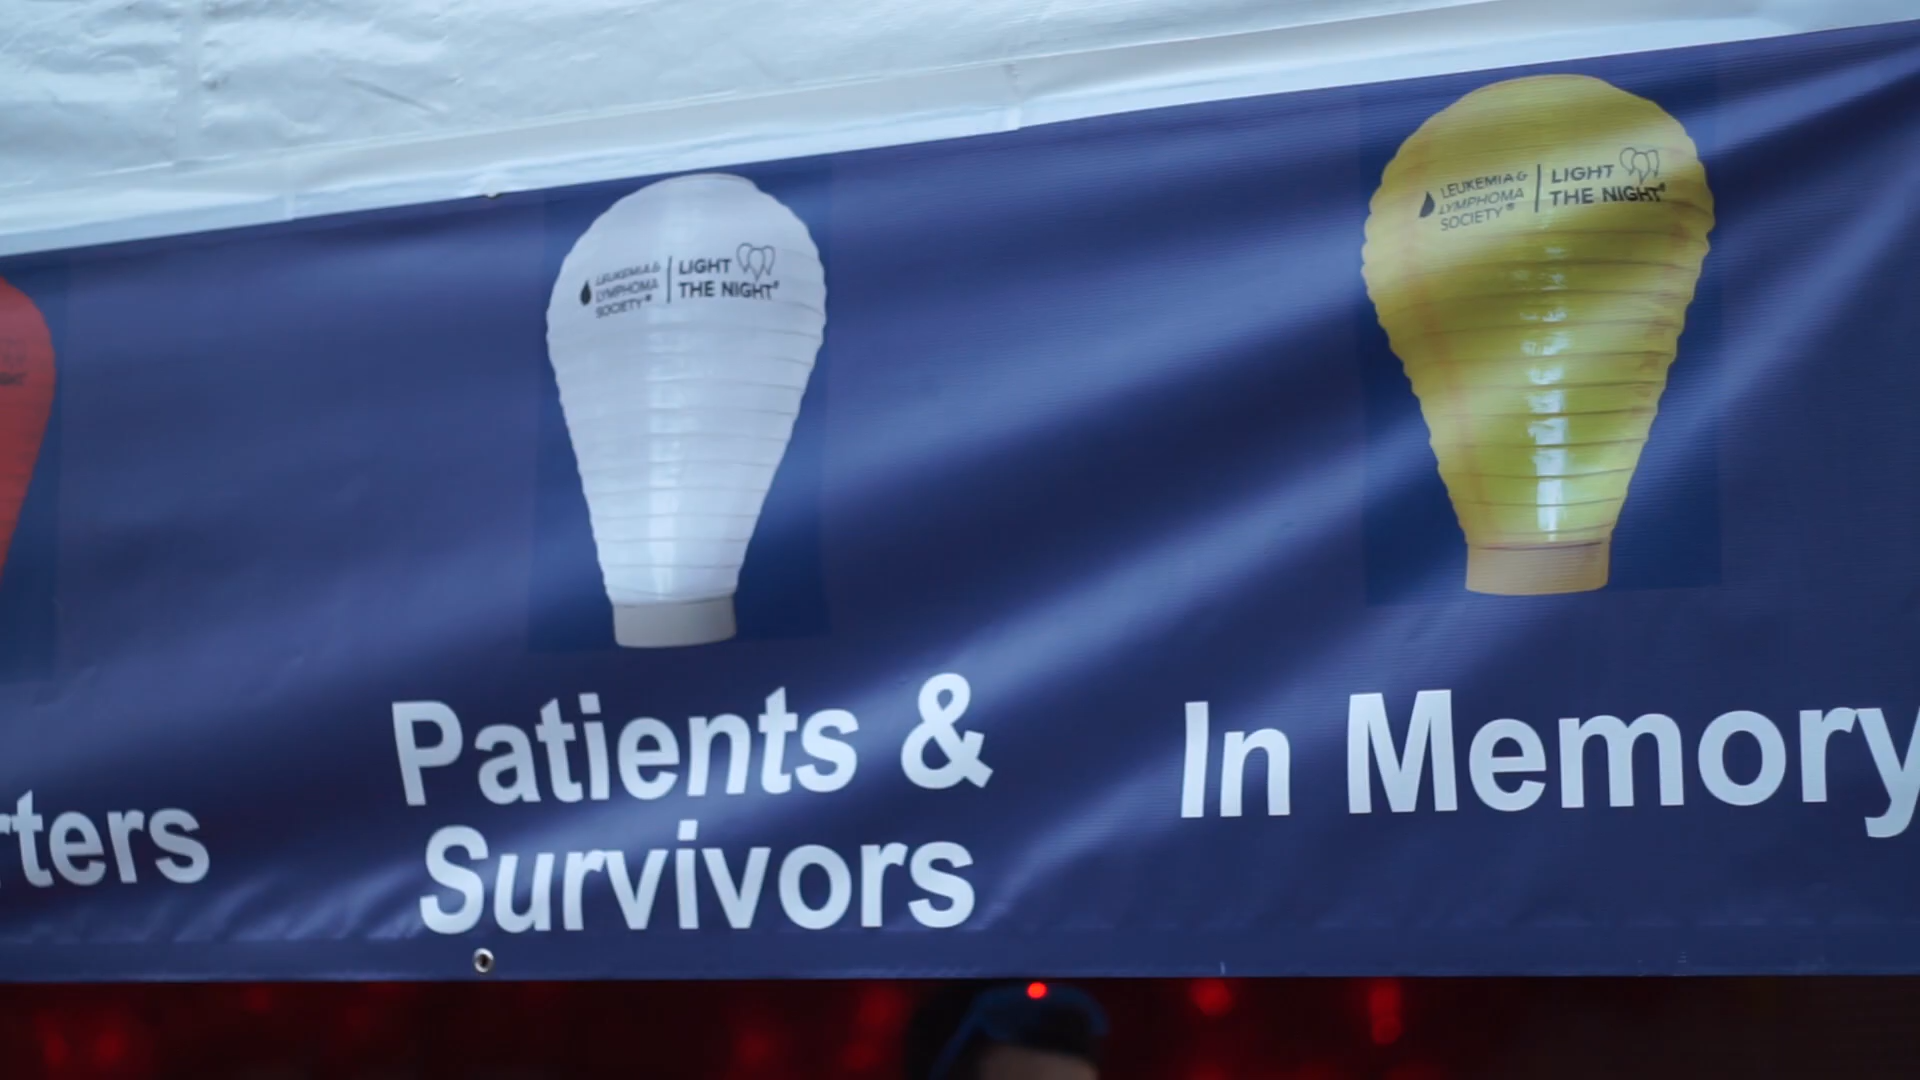 LEUKEMIA &
LYMPHOMA
SOCIETY®
LIGHT
THE NIGHT®
LEUKEMIA &
LYMPHOMA
SOCIETY®
LIGHT
THE NIGHT®
rters
Patients &
Survivors
In Memory